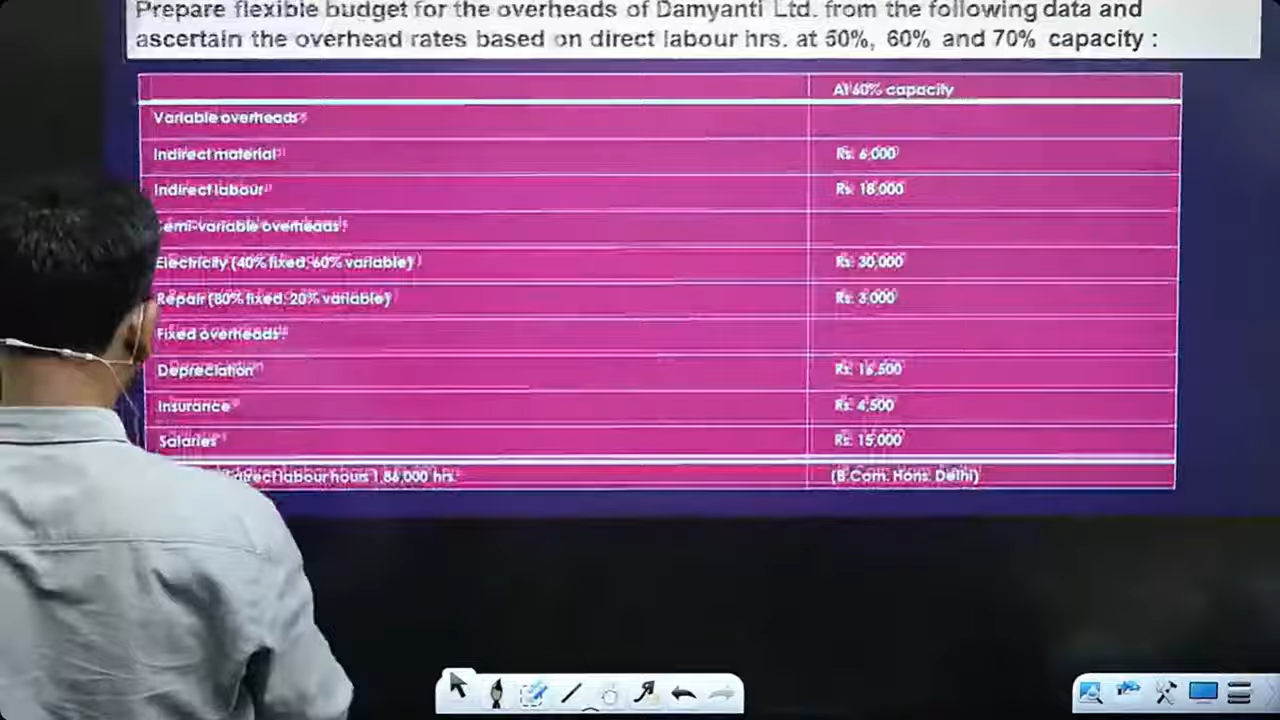 Prepare flexible budget for the overheads of Damyanti Ltd. from the following data and
ascertain the overhead rates based on direct labour hrs. at 50%, 60% and 70% capacity :
At 60% capacity
Variable overheads
Indirect material Rs. 6,000
Indirect labour Rs. 18,000
Semi-variable overheads:
Electricity (40% fixed, 60% variable) Rs. 30,000
Repair (80% fixed, 20% variable) Rs. 3,000
Fixed overheads:
Depreciation Rs. 16,500
Insurance Rs. 4,500
Salaries Rs. 15,000
direct labour hours 1,86,000 hrs. (B.Com. Hons. Delhi)